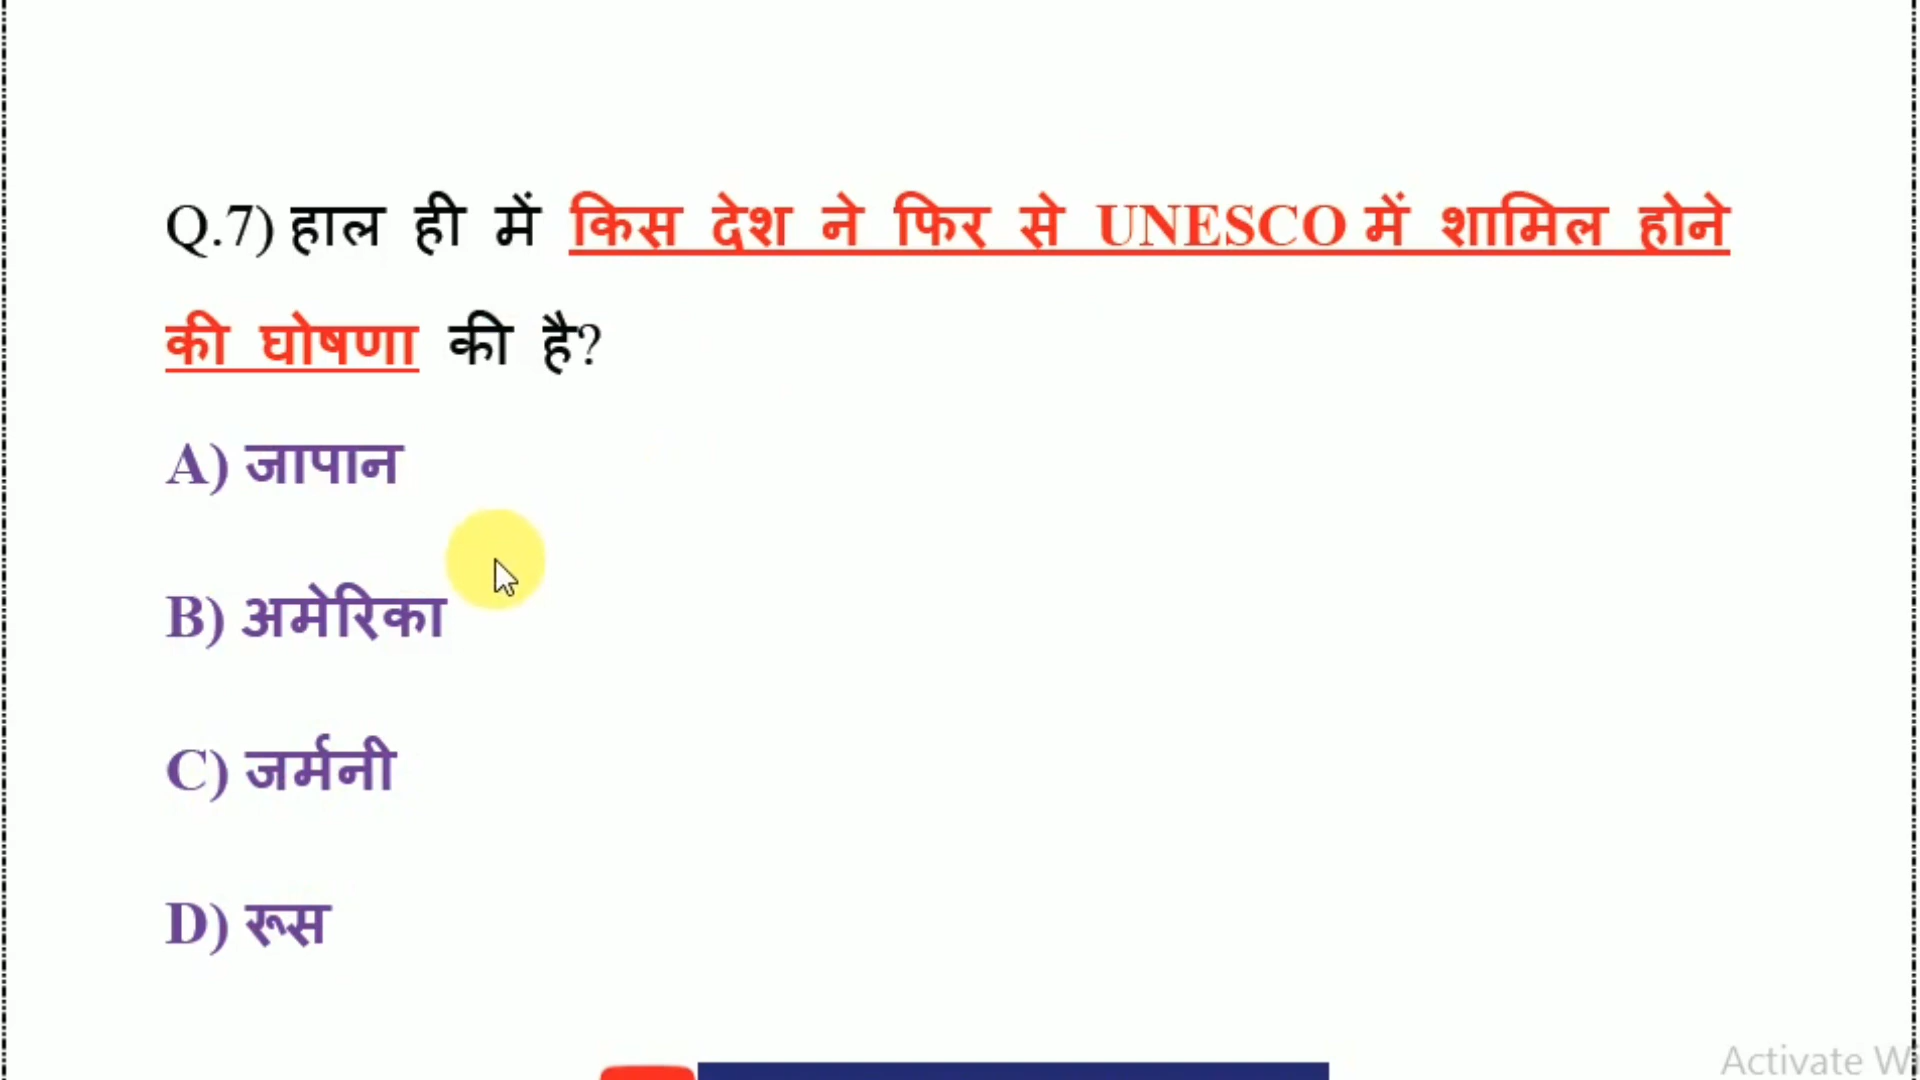 Q.7) हाल ही में किस देश ने फिर से UNESCO में शामिल होने
की घोषणा की है?
A) जापान
B) अमेरिका
C) जर्मनी
D) रूस
Activate